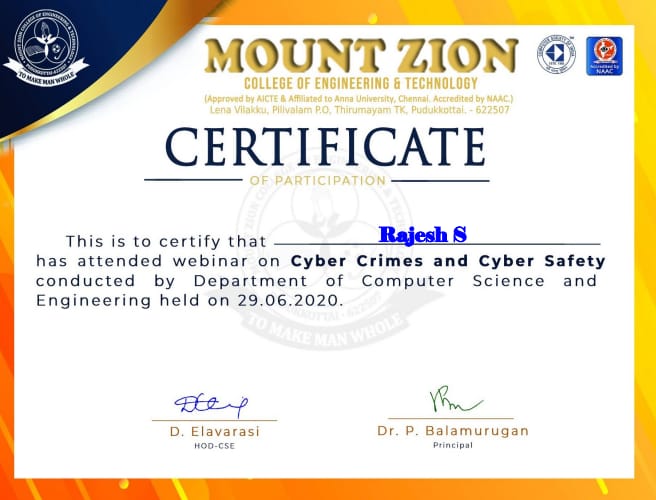 MOUNT ZION
COLLEGE OF ENGINEERING & TECHNOLOGY
(Approved by AICTE & Affiliated to Anna University, Chennai. Accredited by NAAC.)
Lena Vilakku, Pilivalam P.O, Thirumayam TK, Pudukkottai. - 622507
TO MAKE MAN WHOLE
Accredited by
NAAC
CERTIFICATE
OF PARTICIPATION
This is to certify that Rajesh S
has attended webinar on Cyber Crimes and Cyber Safety
conducted by Department of Computer Science and
Engineering held on 29.06.2020.
TO MAKE MAN WHOLE
D. Elavarasi
HOD-CSE
Dr. P. Balamurugan
Principal